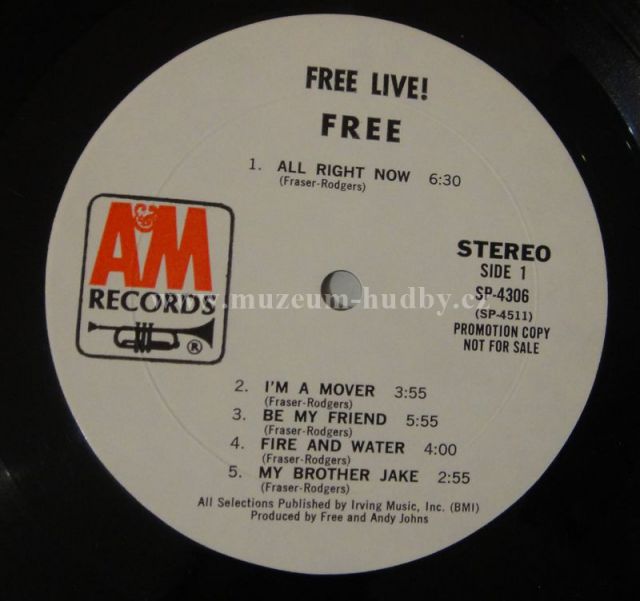 FREE LIVE!
FREE
1. ALL RIGHT NOW 6:30
(Fraser-Rodgers)
A&M
RECORDS
®
STEREO
SIDE 1
SP-4306
(SP-4511)
PROMOTION COPY
NOT FOR SALE
www.muzeum-hudby.cz
2. I'M A MOVER 3:55
(Fraser-Rodgers)
3. BE MY FRIEND 5:55
(Fraser-Rodgers)
4. FIRE AND WATER 4:00
(Fraser-Rodgers)
5. MY BROTHER JAKE 2:55
(Fraser-Rodgers)
All Selections Published by Irving Music, Inc. (BMI)
Produced by Free and Andy Johns